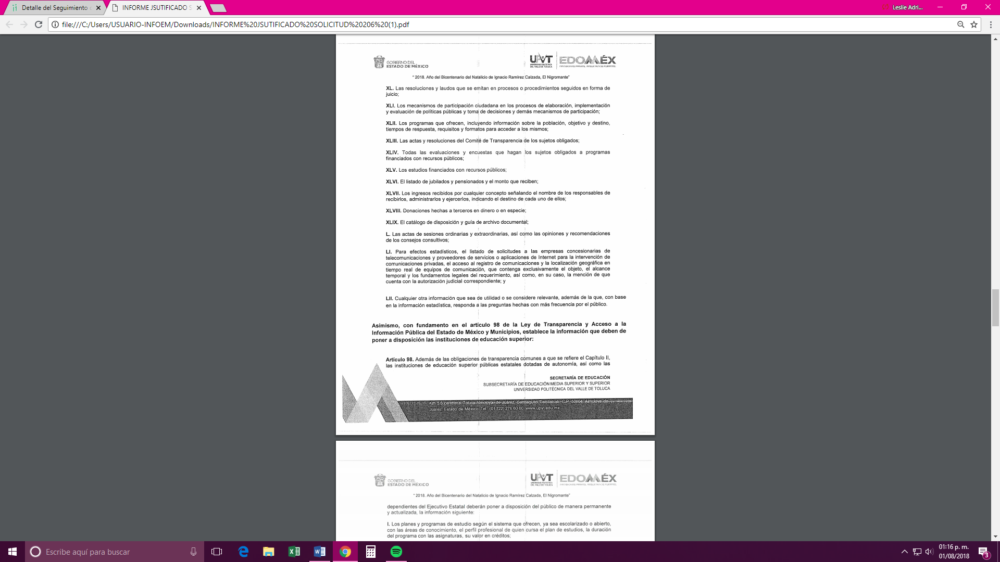 Detalle del Seguimiento
INFORME JSUTIFICADO S
Leslie Adri...
file:///C:/Users/USUARIO-INFOEM/Downloads/INFORME%20JSUTIFICADO%20SOLICITUD%20206%20(1).pdf
GOBIERNO DEL
ESTADO DE MÉXICO
UPVT
UNIVERSIDAD POLITÉCNICA
DEL VALLE DE TOLUCA
EDOMÉX
DECISIONES FIRMES, RESULTADOS FUERTES.
“ 2018. Año del Bicentenario del Natalicio de Ignacio Ramírez Calzada, El Nigromante”
XL. Las resoluciones y laudos que se emitan en procesos o procedimientos seguidos en forma de
juicio;
XLI. Los mecanismos de participación ciudadana en los procesos de elaboración, implementación
y evaluación de políticas públicas y toma de decisiones y demás mecanismos de participación;
XLII. Los programas que ofrecen, incluyendo información sobre la población, objetivo y destino,
tiempos de respuesta, requisitos y formatos para acceder a los mismos;
XLIII. Las actas y resoluciones del Comité de Transparencia de los sujetos obligados;
XLIV. Todas las evaluaciones y encuestas que hagan los sujetos obligados a programas
financiados con recursos públicos;
XLV. Los estudios financiados con recursos públicos;
XLVI. El listado de jubilados y pensionados y el monto que reciben;
XLVII. Los ingresos recibidos por cualquier concepto señalando el nombre de los responsables de
recibirlos, administrarlos y ejercerlos, indicando el destino de cada uno de ellos;
XLVIII. Donaciones hechas a terceros en dinero o en especie;
XLIX. El catálogo de disposición y guía de archivo documental;
L. Las actas de sesiones ordinarias y extraordinarias, así como las opiniones y recomendaciones
de los consejos consultivos;
LI. Para efectos estadísticos, el listado de solicitudes a las empresas concesionarias de
telecomunicaciones y proveedores de servicios o aplicaciones de Internet para la intervención de
comunicaciones privadas, el acceso al registro de comunicaciones y la localización geográfica en
tiempo real de equipos de comunicación, que contenga exclusivamente el objeto, el alcance
temporal y los fundamentos legales del requerimiento, así como, en su caso, la mención de que
cuenta con la autorización judicial correspondiente; y
LII. Cualquier otra información que sea de utilidad o se considere relevante, además de la que, con base
en la información estadística, responda a las preguntas hechas con más frecuencia por el público.
Asimismo, con fundamento en el artículo 98 de la Ley de Transparencia y Acceso a la
Información Pública del Estado de México y Municipios, establece la información que deben de
poner a disposición las instituciones de educación superior:
Artículo 98. Además de las obligaciones de transparencia comunes a que se refiere el Capítulo II,
las instituciones de educación superior públicas estatales dotadas de autonomía, así como las
SECRETARÍA DE EDUCACIÓN
SUBSECRETARÍA DE EDUCACIÓN MEDIA SUPERIOR Y SUPERIOR
UNIVERSIDAD POLITÉCNICA DEL VALLE DE TOLUCA
Km 5.6 carretera Toluca-Almoloya de Juárez, Santiaguito Tlalcilalcali, C.P. 50904, Almoloya de
Juárez, Estado de México. Tel.: (01 722) 276 60 60 www.upvt.edu.mx
GOBIERNO DEL
ESTADO DE MÉXICO
UPVT
UNIVERSIDAD POLITÉCNICA
DEL VALLE DE TOLUCA
EDOMÉX
DECISIONES FIRMES, RESULTADOS FUERTES.
“ 2018. Año del Bicentenario del Natalicio de Ignacio Ramírez Calzada, El Nigromante”
dependientes del Ejecutivo Estatal deberán poner a disposición del público de manera permanente
y actualizada, la información siguiente:
I. Los planes y programas de estudio según el sistema que ofrecen, ya sea escolarizado o abierto,
con las áreas de conocimiento, el perfil profesional de quien cursa el plan de estudios, la duración
del programa con las asignaturas, su valor en créditos;
Escribe aquí para buscar
01:16 p. m.
01/08/2018
3